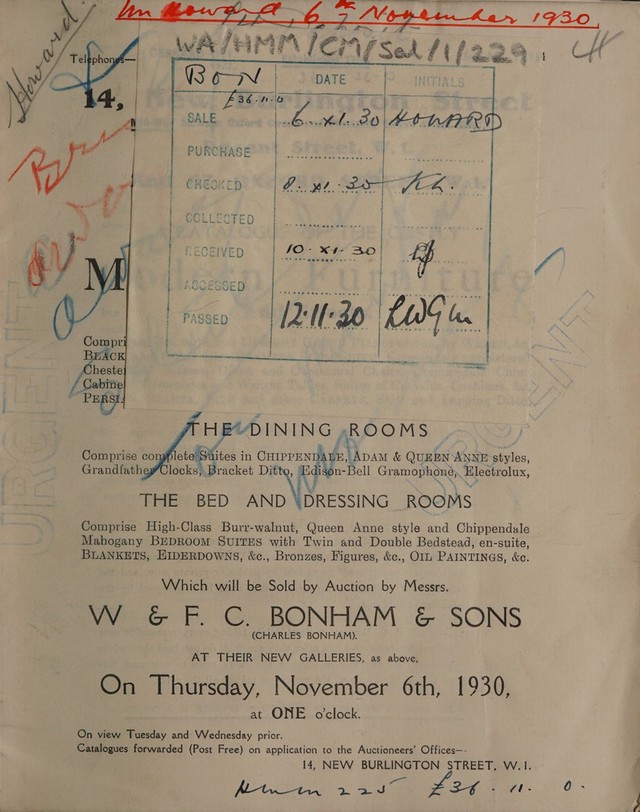 Mr Howard, 6th November 1930.
WA/HMM/CM/Sal/1/229
Howard.
Telephones—
14,
BON
DATE
INITIALS
£36.11.0
SALE 6.XI.30 HOWARD
PURCHASE
CHECKED 8.XI.30 Kh.
COLLECTED
RECEIVED 10.XI.30
ACCESSED
PASSED 12.11.30
M
Compri
BLACK
Cheste
Cabine
PERSI
URGENT
URGENT
THE DINING ROOMS
Comprise complete Suites in CHIPPENDALE, ADAM & QUEEN ANNE styles,
Grandfather Clocks, Bracket Ditto, Edison-Bell Gramophone, Electrolux,
THE BED AND DRESSING ROOMS
Comprise High-Class Burr-walnut, Queen Anne style and Chippendale
Mahogany BEDROOM SUITES with Twin and Double Bedstead, en-suite,
BLANKETS, EIDERDOWNS, &c., Bronzes, Figures, &c., OIL PAINTINGS, &c.
Which will be Sold by Auction by Messrs.
W & F. C. BONHAM & SONS
(CHARLES BONHAM).
AT THEIR NEW GALLERIES, as above,
On Thursday, November 6th, 1930,
at ONE o'clock.
On view Tuesday and Wednesday prior.
Catalogues forwarded (Post Free) on application to the Auctioneers' Offices—
14, NEW BURLINGTON STREET, W. 1.
225 £36.11.0.